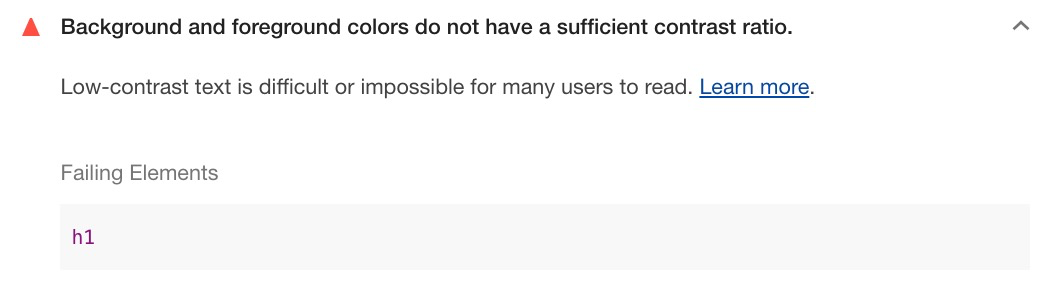 Background and foreground colors do not have a sufficient contrast ratio.
Low-contrast text is difficult or impossible for many users to read. Learn more.
Failing Elements
h1